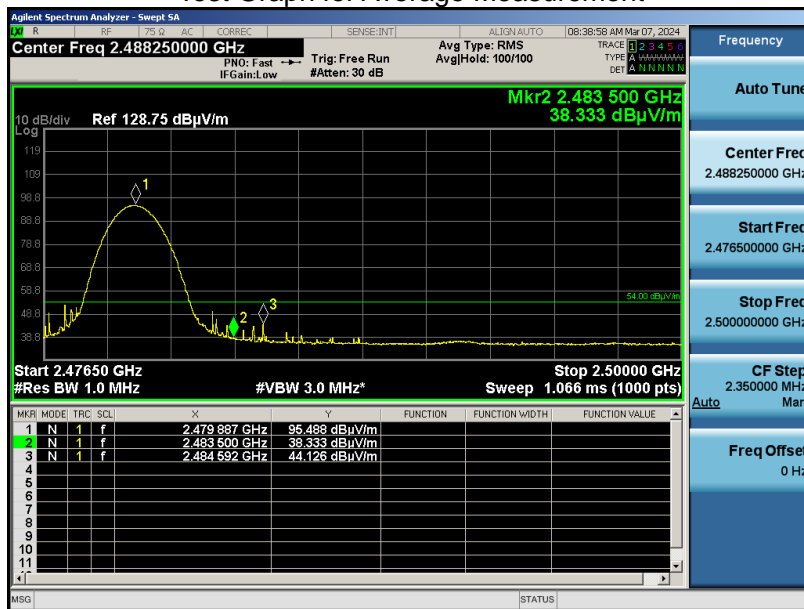 Test Graph for Average Measurement
Agilent Spectrum Analyzer - Swept SA
LXI R RF 75 Ω AC CORREC SENSE:INT ALIGN AUTO 08:38:58 AM Mar 07, 2024
Center Freq 2.488250000 GHz
PNO: Fast
IFGain:Low
Trig: Free Run
#Atten: 30 dB
Avg Type: RMS
Avg|Hold: 100/100
TRACE 1 2 3 4 5 6
TYPE A WWWWW
DET A N N N N N
Mkr2 2.483 500 GHz
38.333 dBµV/m
10 dB/div Ref 128.75 dBµV/m
Log
119
109
98.8
88.8
78.8
68.8
58.8
48.8
38.8
1
2
3
54.00 dBµV/m
Start 2.47650 GHz Stop 2.50000 GHz
#Res BW 1.0 MHz #VBW 3.0 MHz* Sweep 1.066 ms (1000 pts)
MKR MODE TRC SCL X Y FUNCTION FUNCTION WIDTH FUNCTION VALUE
1 N 1 f 2.479 887 GHz 95.488 dBµV/m
2 N 1 f 2.483 500 GHz 38.333 dBµV/m
3 N 1 f 2.484 592 GHz 44.126 dBµV/m
4
5
6
7
8
9
10
11
MSG STATUS
Frequency
Auto Tune
Center Freq
2.488250000 GHz
Start Freq
2.476500000 GHz
Stop Freq
2.500000000 GHz
CF Step
2.350000 MHz
Auto Man
Freq Offset
0 Hz